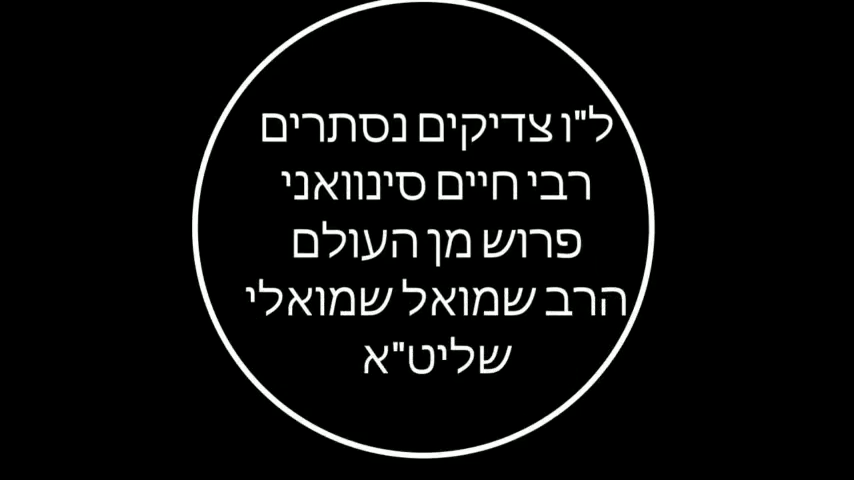 ל"ו צדיקים נסתרים
רבי חיים סינוואני
פרוש מן העולם
הרב שמואל שמואלי
שליט"א